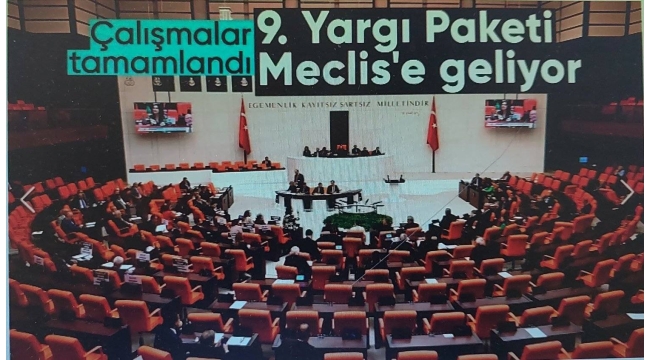 Çalışmalar
tamamlandı
9. Yargı Paketi
Meclis'e geliyor
EGEMENLİK KAYITSIZ ŞARTSIZ MİLLETİNDİR